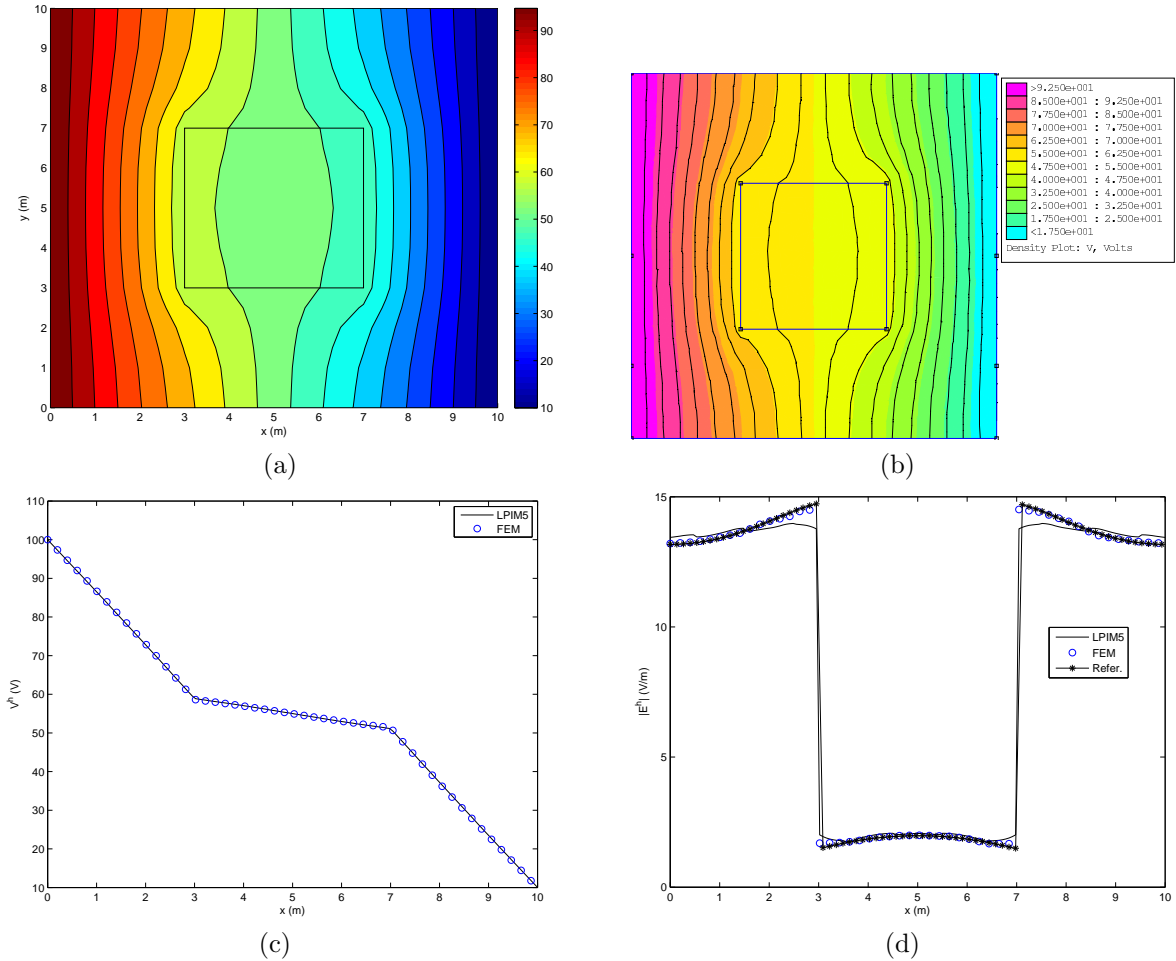 10
9
8
7
6
5
4
3
2
1
0
y (m)
0 1 2 3 4 5 6 7 8 9 10
x (m)
90
80
70
60
50
40
30
20
10
(a)
>9.250e+001
8.500e+001 : 9.250e+001
7.750e+001 : 8.500e+001
7.000e+001 : 7.750e+001
6.250e+001 : 7.000e+001
5.500e+001 : 6.250e+001
4.750e+001 : 5.500e+001
4.000e+001 : 4.750e+001
3.250e+001 : 4.000e+001
2.500e+001 : 3.250e+001
1.750e+001 : 2.500e+001
<1.750e+001
Density Plot: V, Volts
(b)
110
100
90
80
70
60
50
40
30
20
10
V^h (V)
LPIM5
FEM
0 1 2 3 4 5 6 7 8 9 10
x (m)
(c)
15
10
5
0
|E^h| (V/m)
LPIM5
FEM
Refer.
0 1 2 3 4 5 6 7 8 9 10
x (m)
(d)